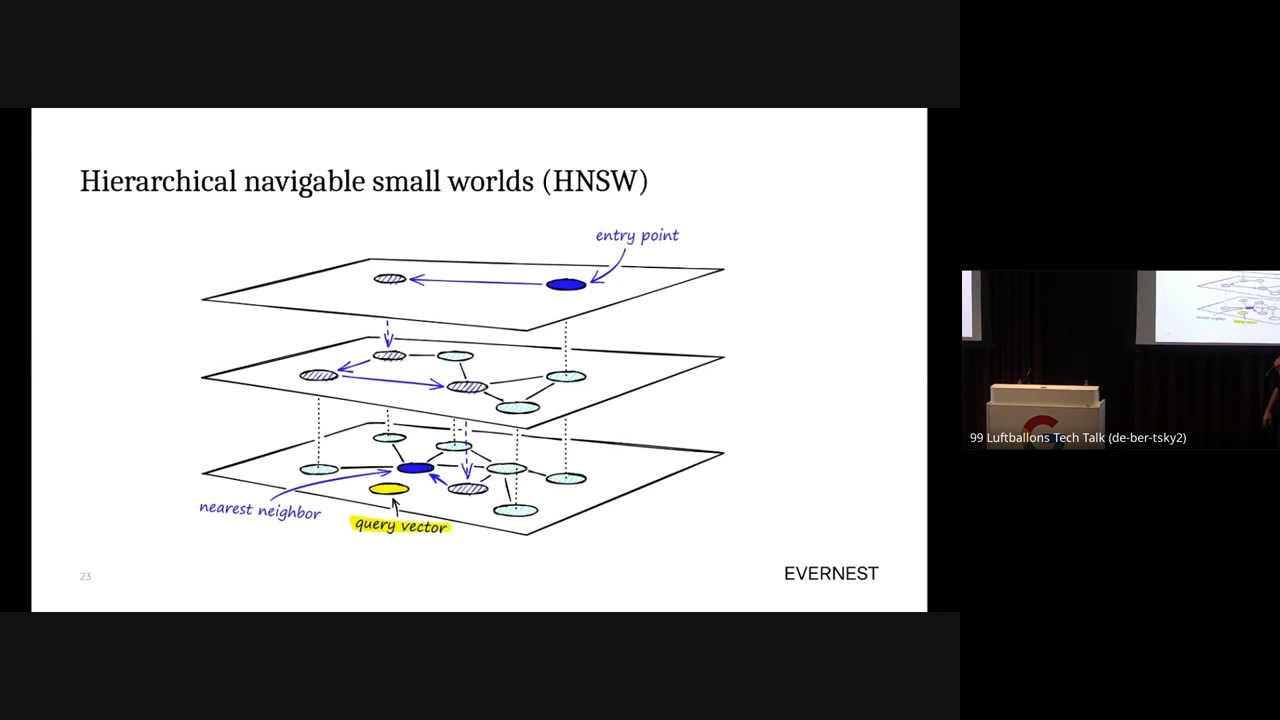 Hierarchical navigable small worlds (HNSW)
entry point
nearest neighbor
query vector
23
EVERNEST
99 Luftballons Tech Talk (de-ber-tsky2)